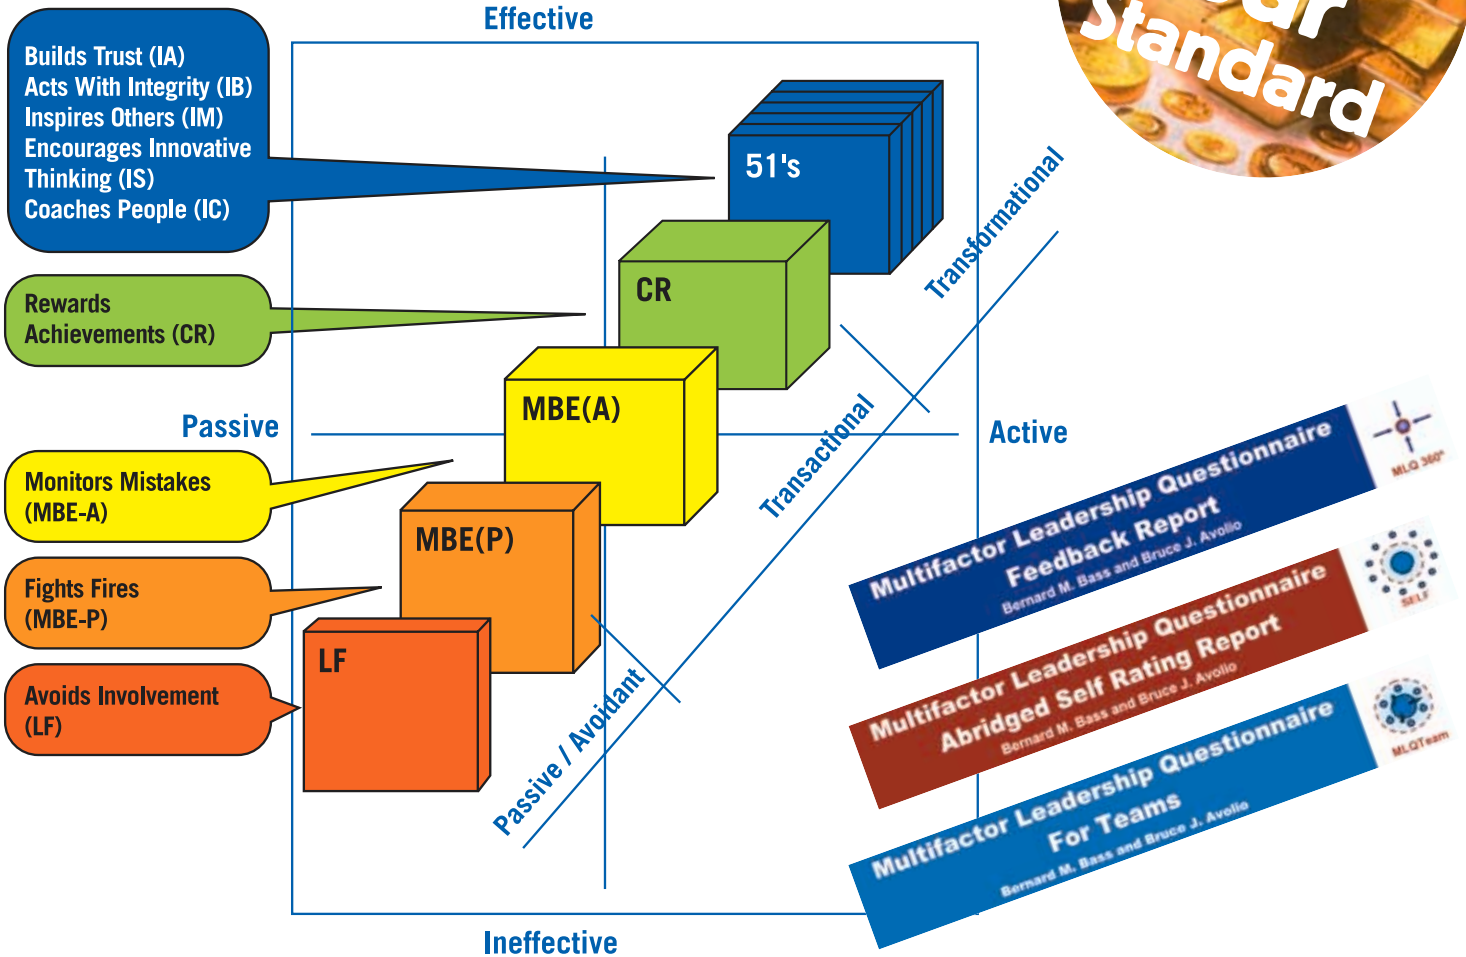 Effective
Standard
Builds Trust (IA)
Acts With Integrity (IB)
Inspires Others (IM)
Encourages Innovative
Thinking (IS)
Coaches People (IC)
51's
Transformational
Rewards
Achievements (CR)
CR
Passive
MBE(A)
Transactional
Active
Monitors Mistakes
(MBE-A)
MBE(P)
Fights Fires
(MBE-P)
LF
Avoids Involvement
(LF)
Passive / Avoidant
Ineffective
Multifactor Leadership Questionnaire
Feedback Report
Bernard M. Bass and Bruce J. Avolio
MLQ 360°
Multifactor Leadership Questionnaire
Abridged Self Rating Report
Bernard M. Bass and Bruce J. Avolio
SELF
Multifactor Leadership Questionnaire
For Teams
Bernard M. Bass and Bruce J. Avolio
MLQTeam